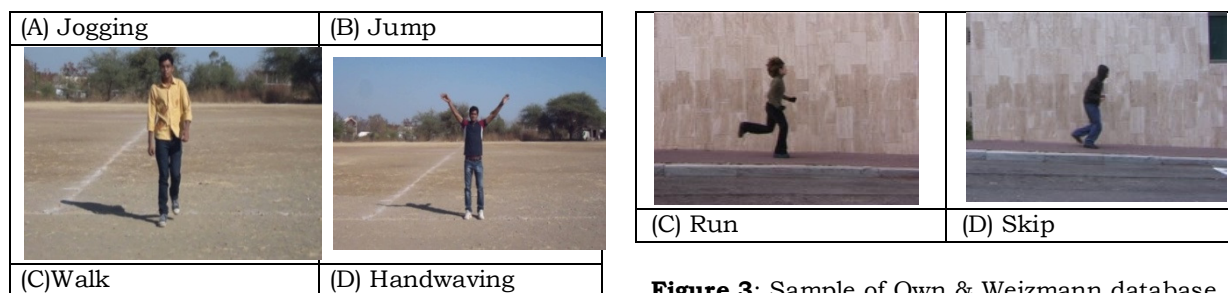 (A) Jogging
(B) Jump
(C)Walk
(D) Handwaving
(C) Run
(D) Skip
Figure 3: Sample of Own & Weizmann database